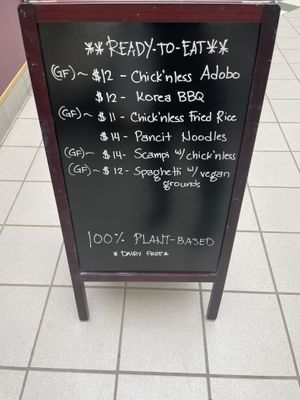 **READY-TO-EAT**
(GF)~ $12 - Chick'nless Adobo
$12 - Korea BBQ
(GF)~ $11 - Chick'nless Fried Rice
$14 - Pancit Noodles
(GF)~ $14 - Scampi w/ chick'nless
(GF)~ $12 - Spaghetti w/ vegan
grounds
100% PLANT-BASED
* DAIRY FREE *